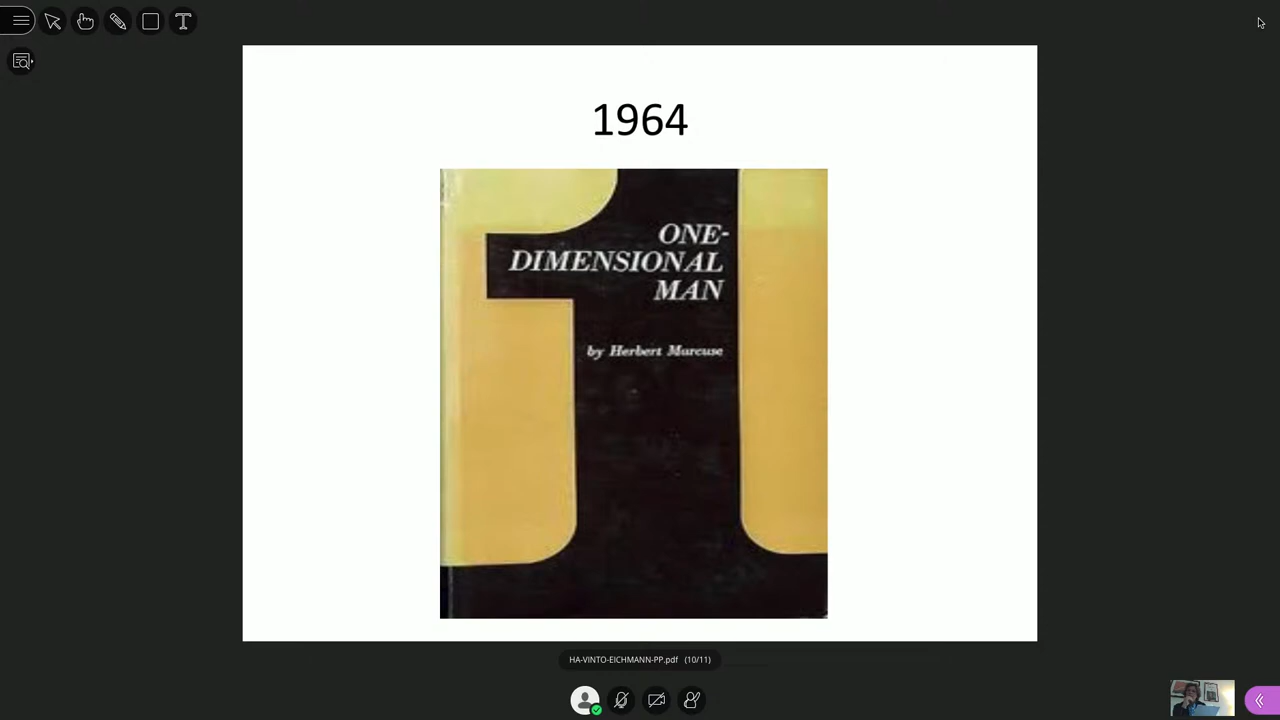 1964
ONE-
DIMENSIONAL
MAN
by Herbert Marcuse
HA-VINTO-EICHMANN-PP.pdf (10/11)